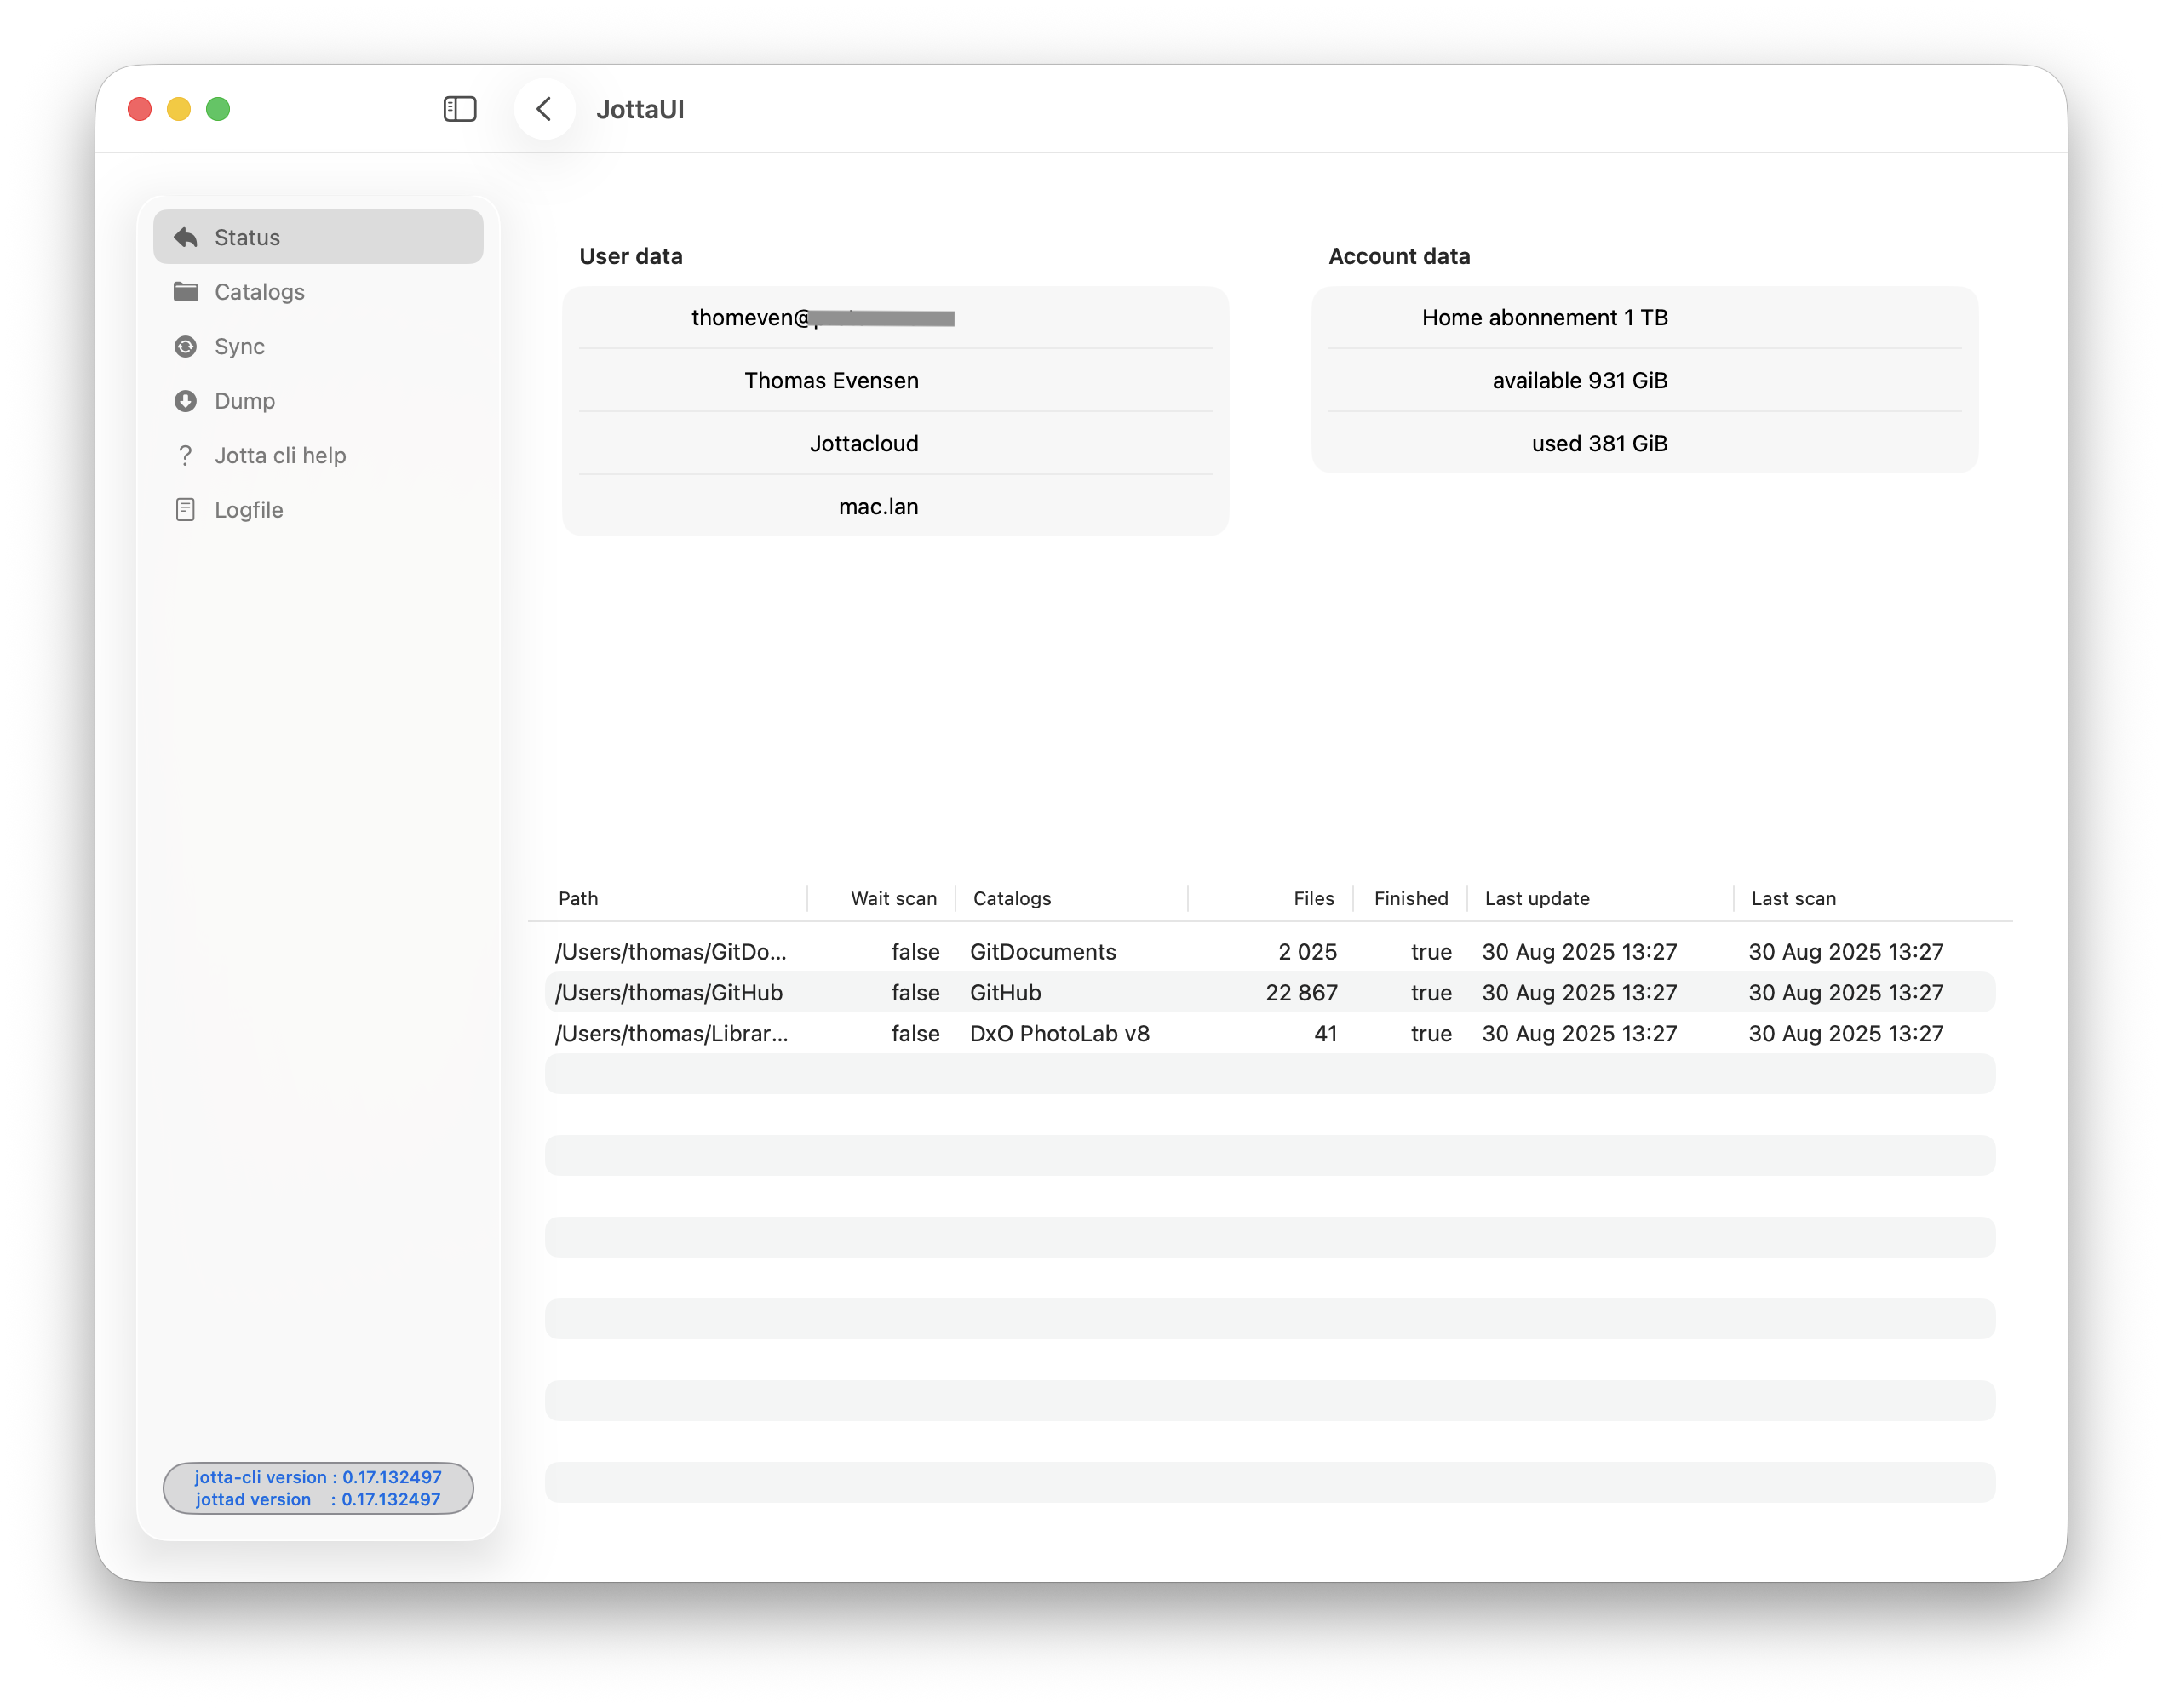 JottaUI
Status
Catalogs
Sync
Dump
? Jotta cli help
Logfile
jotta-cli version : 0.17.132497
jottad version : 0.17.132497
User data
thomeven@
Thomas Evensen
Jottacloud
mac.lan
Account data
Home abonnement 1 TB
available 931 GiB
used 381 GiB
Path Wait scan Catalogs Files Finished Last update Last scan
/Users/thomas/GitDo... false GitDocuments 2 025 true 30 Aug 2025 13:27 30 Aug 2025 13:27
/Users/thomas/GitHub false GitHub 22 867 true 30 Aug 2025 13:27 30 Aug 2025 13:27
/Users/thomas/Librar... false DxO PhotoLab v8 41 true 30 Aug 2025 13:27 30 Aug 2025 13:27